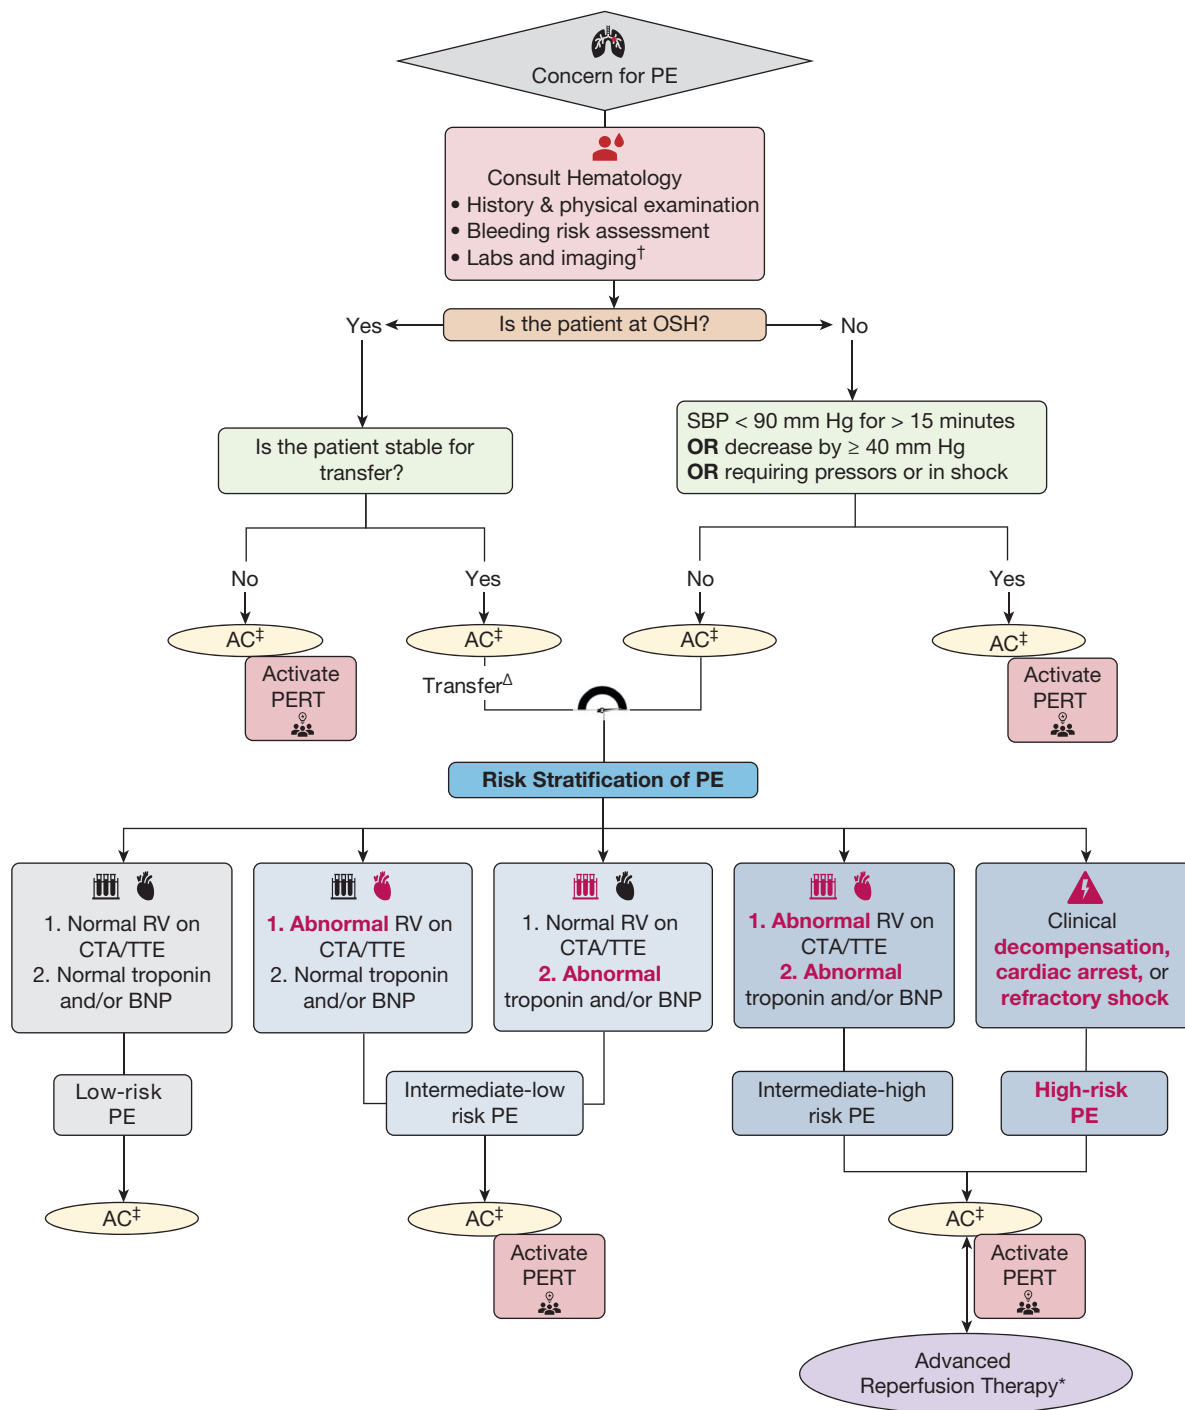 Concern for PE
Consult Hematology
• History & physical examination
• Bleeding risk assessment
• Labs and imaging†
Is the patient at OSH?
Yes
No
Is the patient stable for
transfer?
SBP < 90 mm Hg for > 15 minutes
OR decrease by ≥ 40 mm Hg
OR requiring pressors or in shock
No
Yes
No
Yes
AC‡
AC‡
AC‡
AC‡
Activate
PERT
TransferΔ
Activate
PERT
Risk Stratification of PE
1. Normal RV on
CTA/TTE
2. Normal troponin
and/or BNP
1. Abnormal RV on
CTA/TTE
2. Normal troponin
and/or BNP
1. Normal RV on
CTA/TTE
2. Abnormal
troponin and/or BNP
1. Abnormal RV on
CTA/TTE
2. Abnormal
troponin and/or BNP
Clinical
decompensation,
cardiac arrest, or
refractory shock
Low-risk
PE
Intermediate-low
risk PE
Intermediate-high
risk PE
High-risk
PE
AC‡
AC‡
AC‡
Activate
PERT
Activate
PERT
Advanced
Reperfusion Therapy*